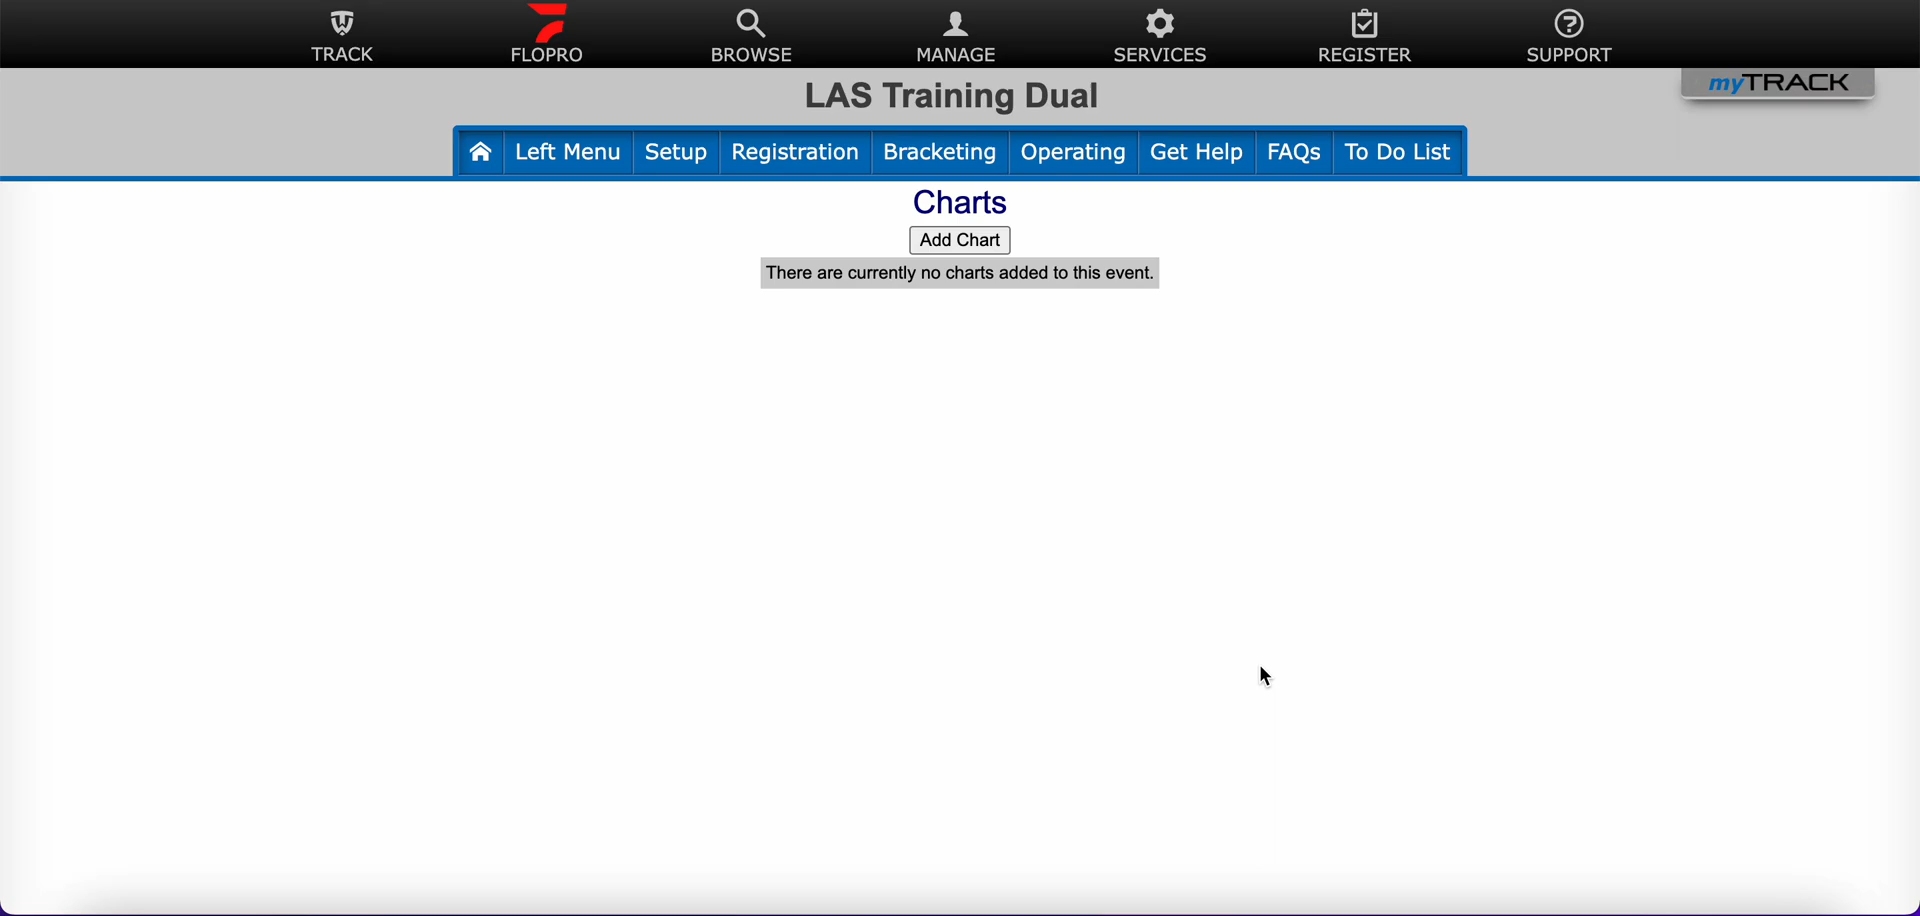 TRACK FLOPRO BROWSE MANAGE SERVICES REGISTER SUPPORT
LAS Training Dual
myTRACK
Left Menu Setup Registration Bracketing Operating Get Help FAQs To Do List
Charts
Add Chart
There are currently no charts added to this event.